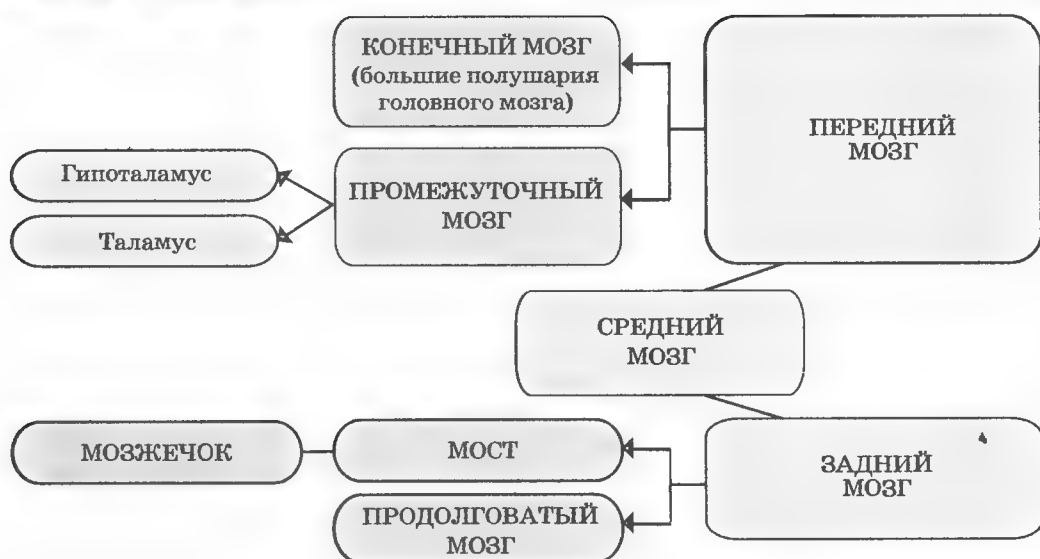 КОНЕЧНЫЙ МОЗГ
(большие полушария
головного мозга)
ПЕРЕДНИЙ
МОЗГ
Гипоталамус
ПРОМЕЖУТОЧНЫЙ
МОЗГ
Таламус
СРЕДНИЙ
МОЗГ
МОЗЖЕЧОК
МОСТ
ЗАДНИЙ
МОЗГ
ПРОДОЛГОВАТЫЙ
МОЗГ